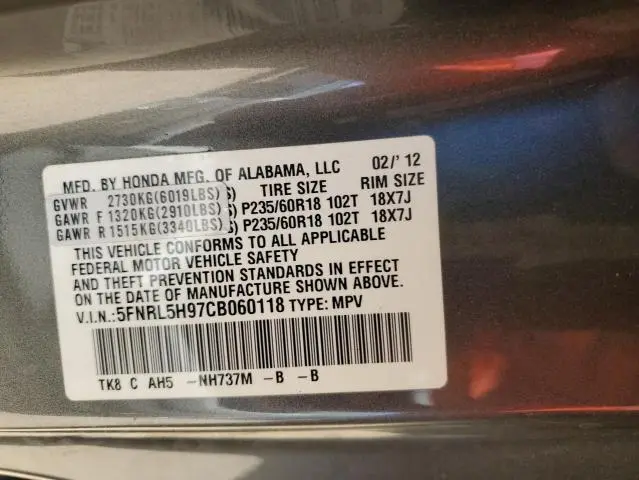 MFD. BY HONDA MFG. OF ALABAMA, LLC 02/' 12
GVWR 2730KG(6019LBS) TIRE SIZE RIM SIZE
GAWR F 1320KG(2910LBS) P235/60R18 102T 18X7J
GAWR R 1515KG(3340LBS) P235/60R18 102T 18X7J
THIS VEHICLE CONFORMS TO ALL APPLICABLE
FEDERAL MOTOR VEHICLE SAFETY
AND THEFT PREVENTION STANDARDS IN EFFECT
ON THE DATE OF MANUFACTURE SHOWN ABOVE.
V.I.N.:5FNRL5H97CB060118 TYPE: MPV
TK8 C AH5 -NH737M -B -B